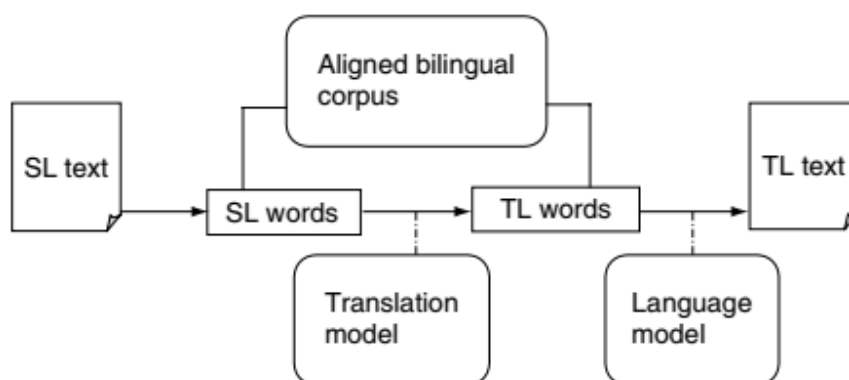 Aligned bilingual
corpus
SL text
TL text
SL words
TL words
Translation
model
Language
model